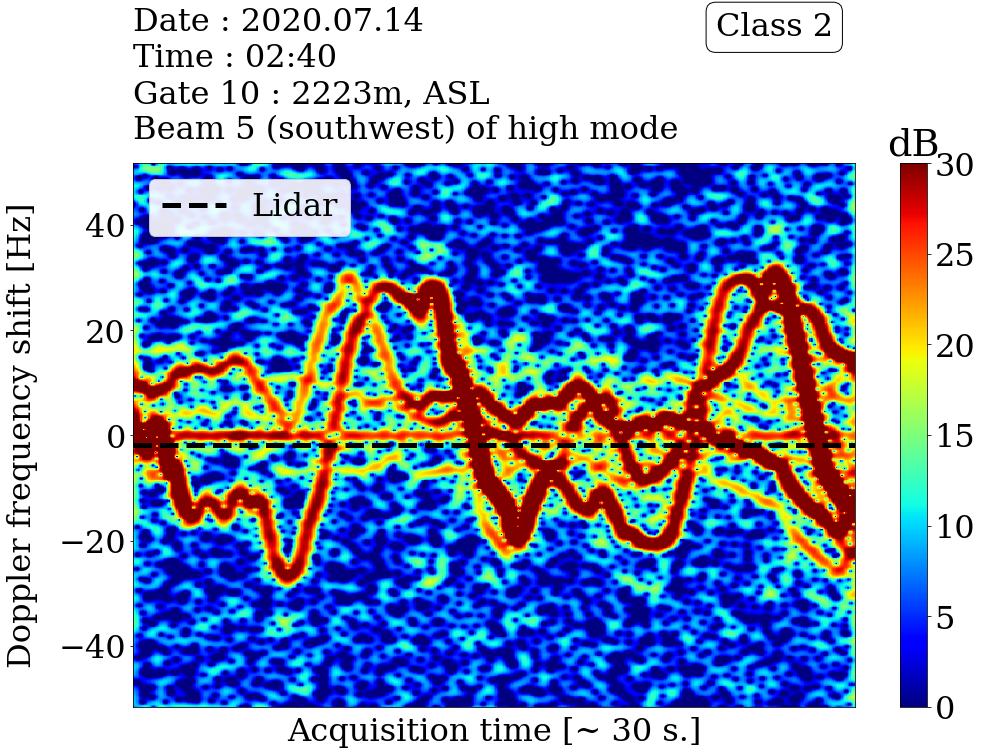 Date : 2020.07.14
Class 2
Time : 02:40
Gate 10 : 2223m, ASL
Beam 5 (southwest) of high mode
dB
Lidar
Doppler frequency shift [Hz]
40
20
0
−20
−40
30
25
20
15
10
5
0
Acquisition time [~ 30 s.]